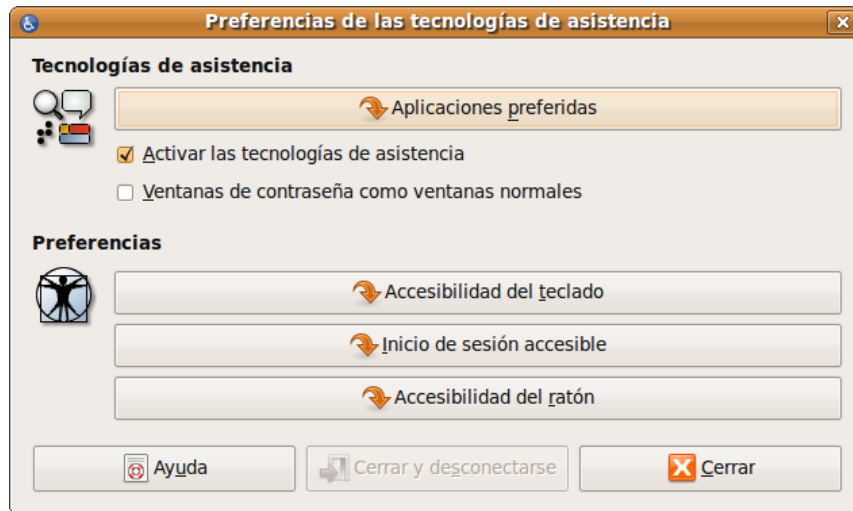 Preferencias de las tecnologías de asistencia
Tecnologías de asistencia
Aplicaciones preferidas
Activar las tecnologías de asistencia
Ventanas de contraseña como ventanas normales
Preferencias
Accesibilidad del teclado
Inicio de sesión accesible
Accesibilidad del ratón
Ayuda
Cerrar y desconectarse
Cerrar